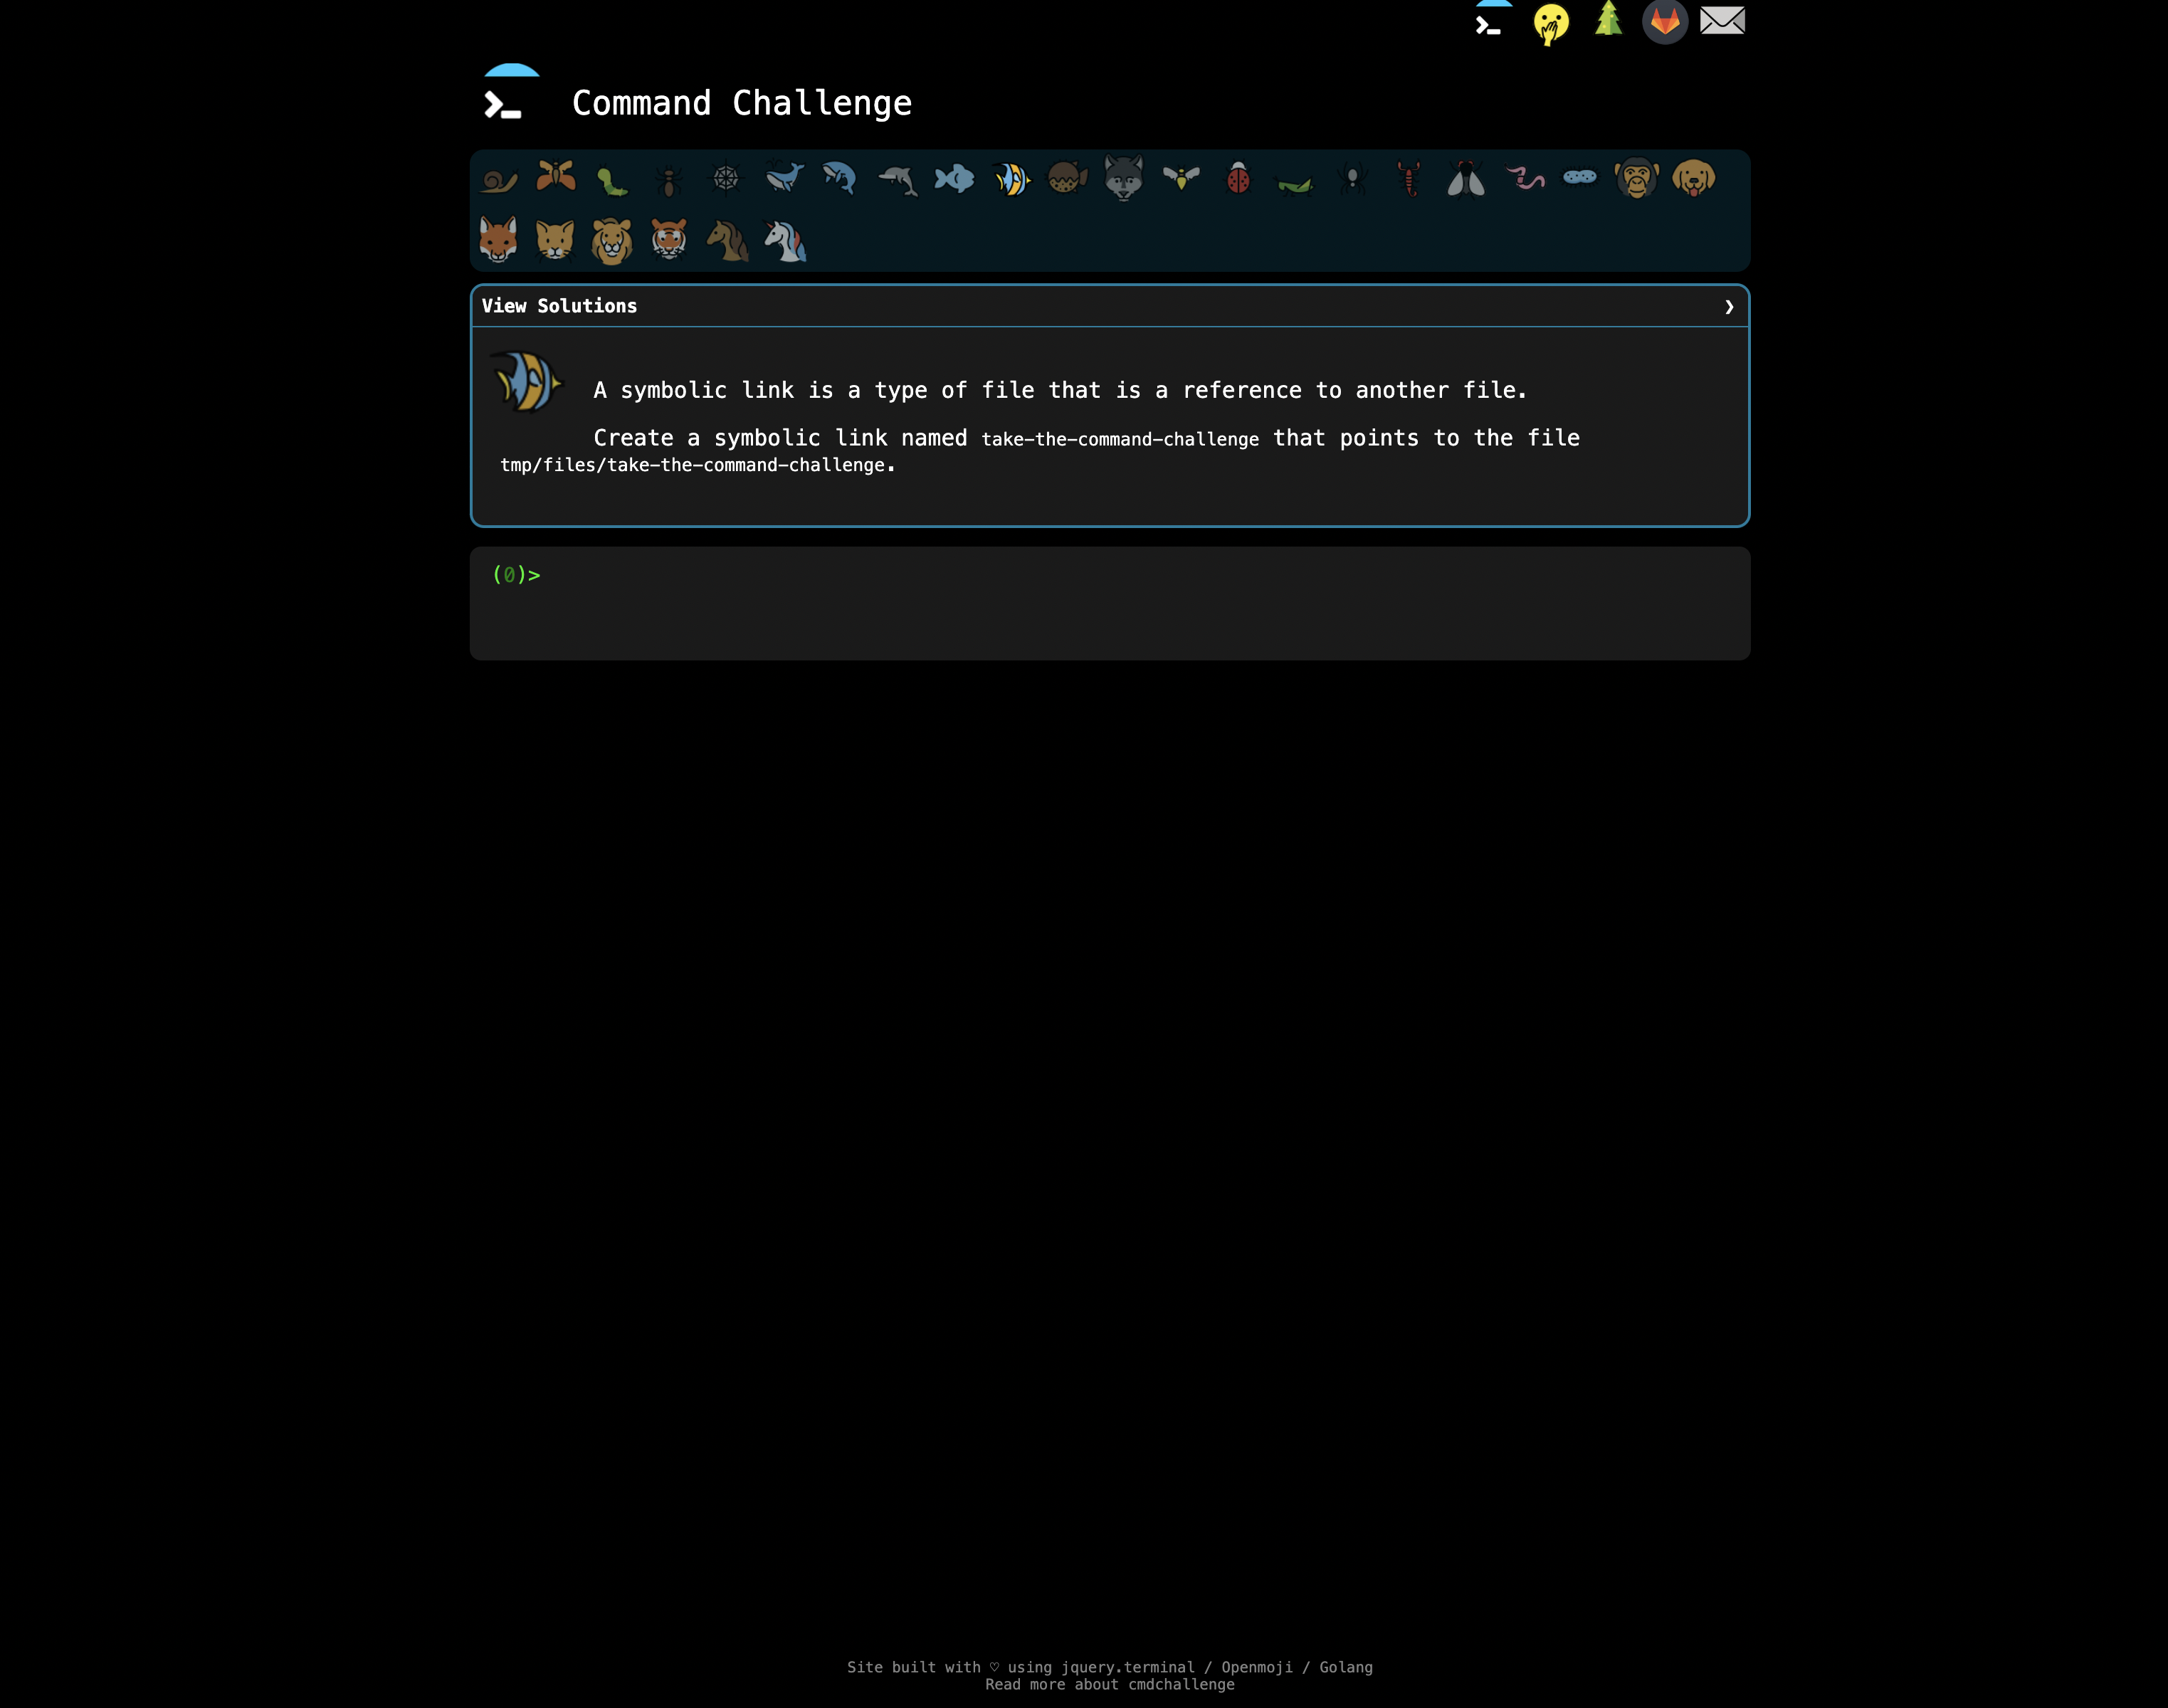 Command Challenge
View Solutions ❯
A symbolic link is a type of file that is a reference to another file.
Create a symbolic link named take-the-command-challenge that points to the file
tmp/files/take-the-command-challenge.
(0)>
Site built with ♡ using jquery.terminal / Openmoji / Golang
Read more about cmdchallenge